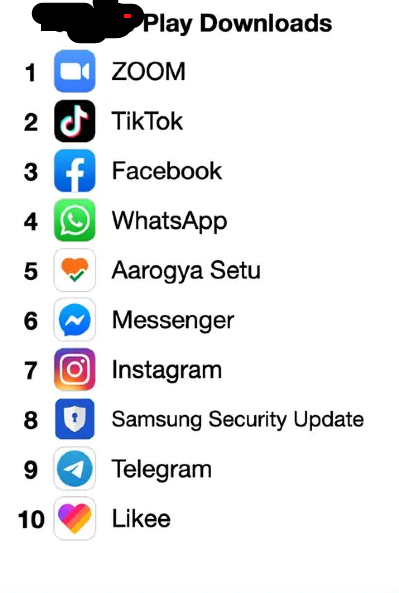 Play Downloads
1 ZOOM
2 TikTok
3 Facebook
4 WhatsApp
5 Aarogya Setu
6 Messenger
7 Instagram
8 Samsung Security Update
9 Telegram
10 Likee